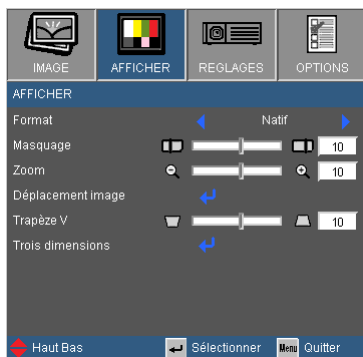 IMAGE AFFICHER REGLAGES OPTIONS
AFFICHER
Format Natif
Masquage 10
Zoom 10
Déplacement image
Trapèze V 10
Trois dimensions
Haut Bas Sélectionner Menu Quitter